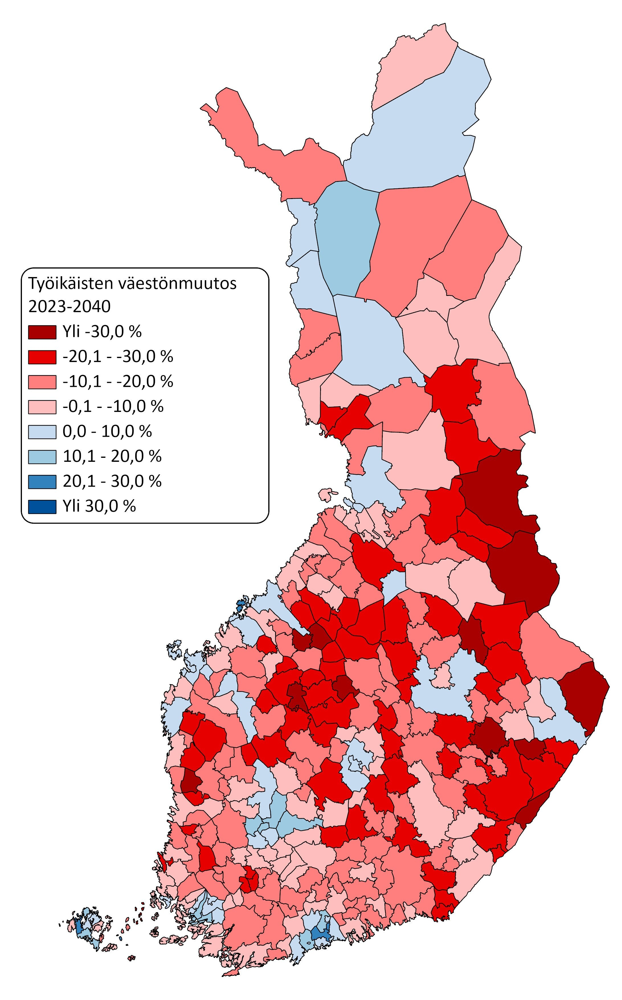 Työikäisten väestönmuutos
2023-2040
Yli -30,0 %
-20,1 - -30,0 %
-10,1 - -20,0 %
-0,1 - -10,0 %
0,0 - 10,0 %
10,1 - 20,0 %
20,1 - 30,0 %
Yli 30,0 %